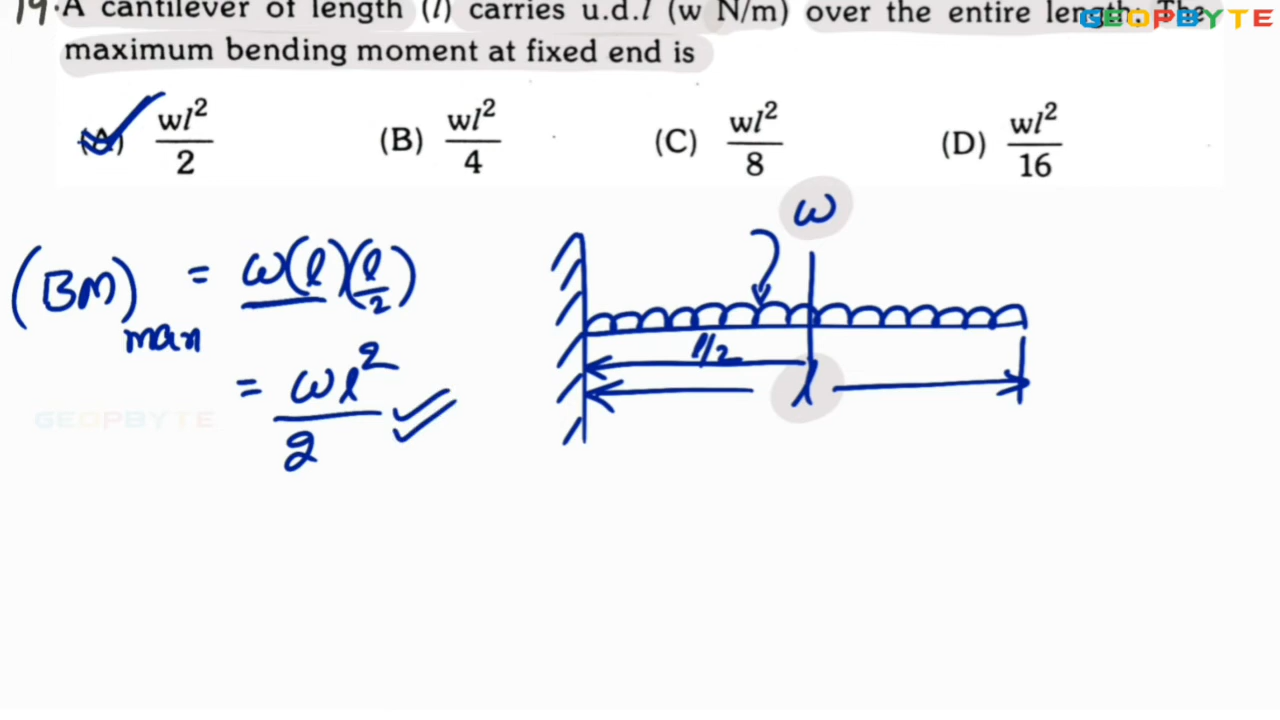 19. A cantilever of length (l) carries u.d.l (w N/m) over the entire length. The
GEOPBYTE
maximum bending moment at fixed end is
(A) wl²/2 (B) wl²/4 (C) wl²/8 (D) wl²/16
w
(BM)max = w(l)(l/2)
l/2
= wl²/2
l
GEOPBYTE